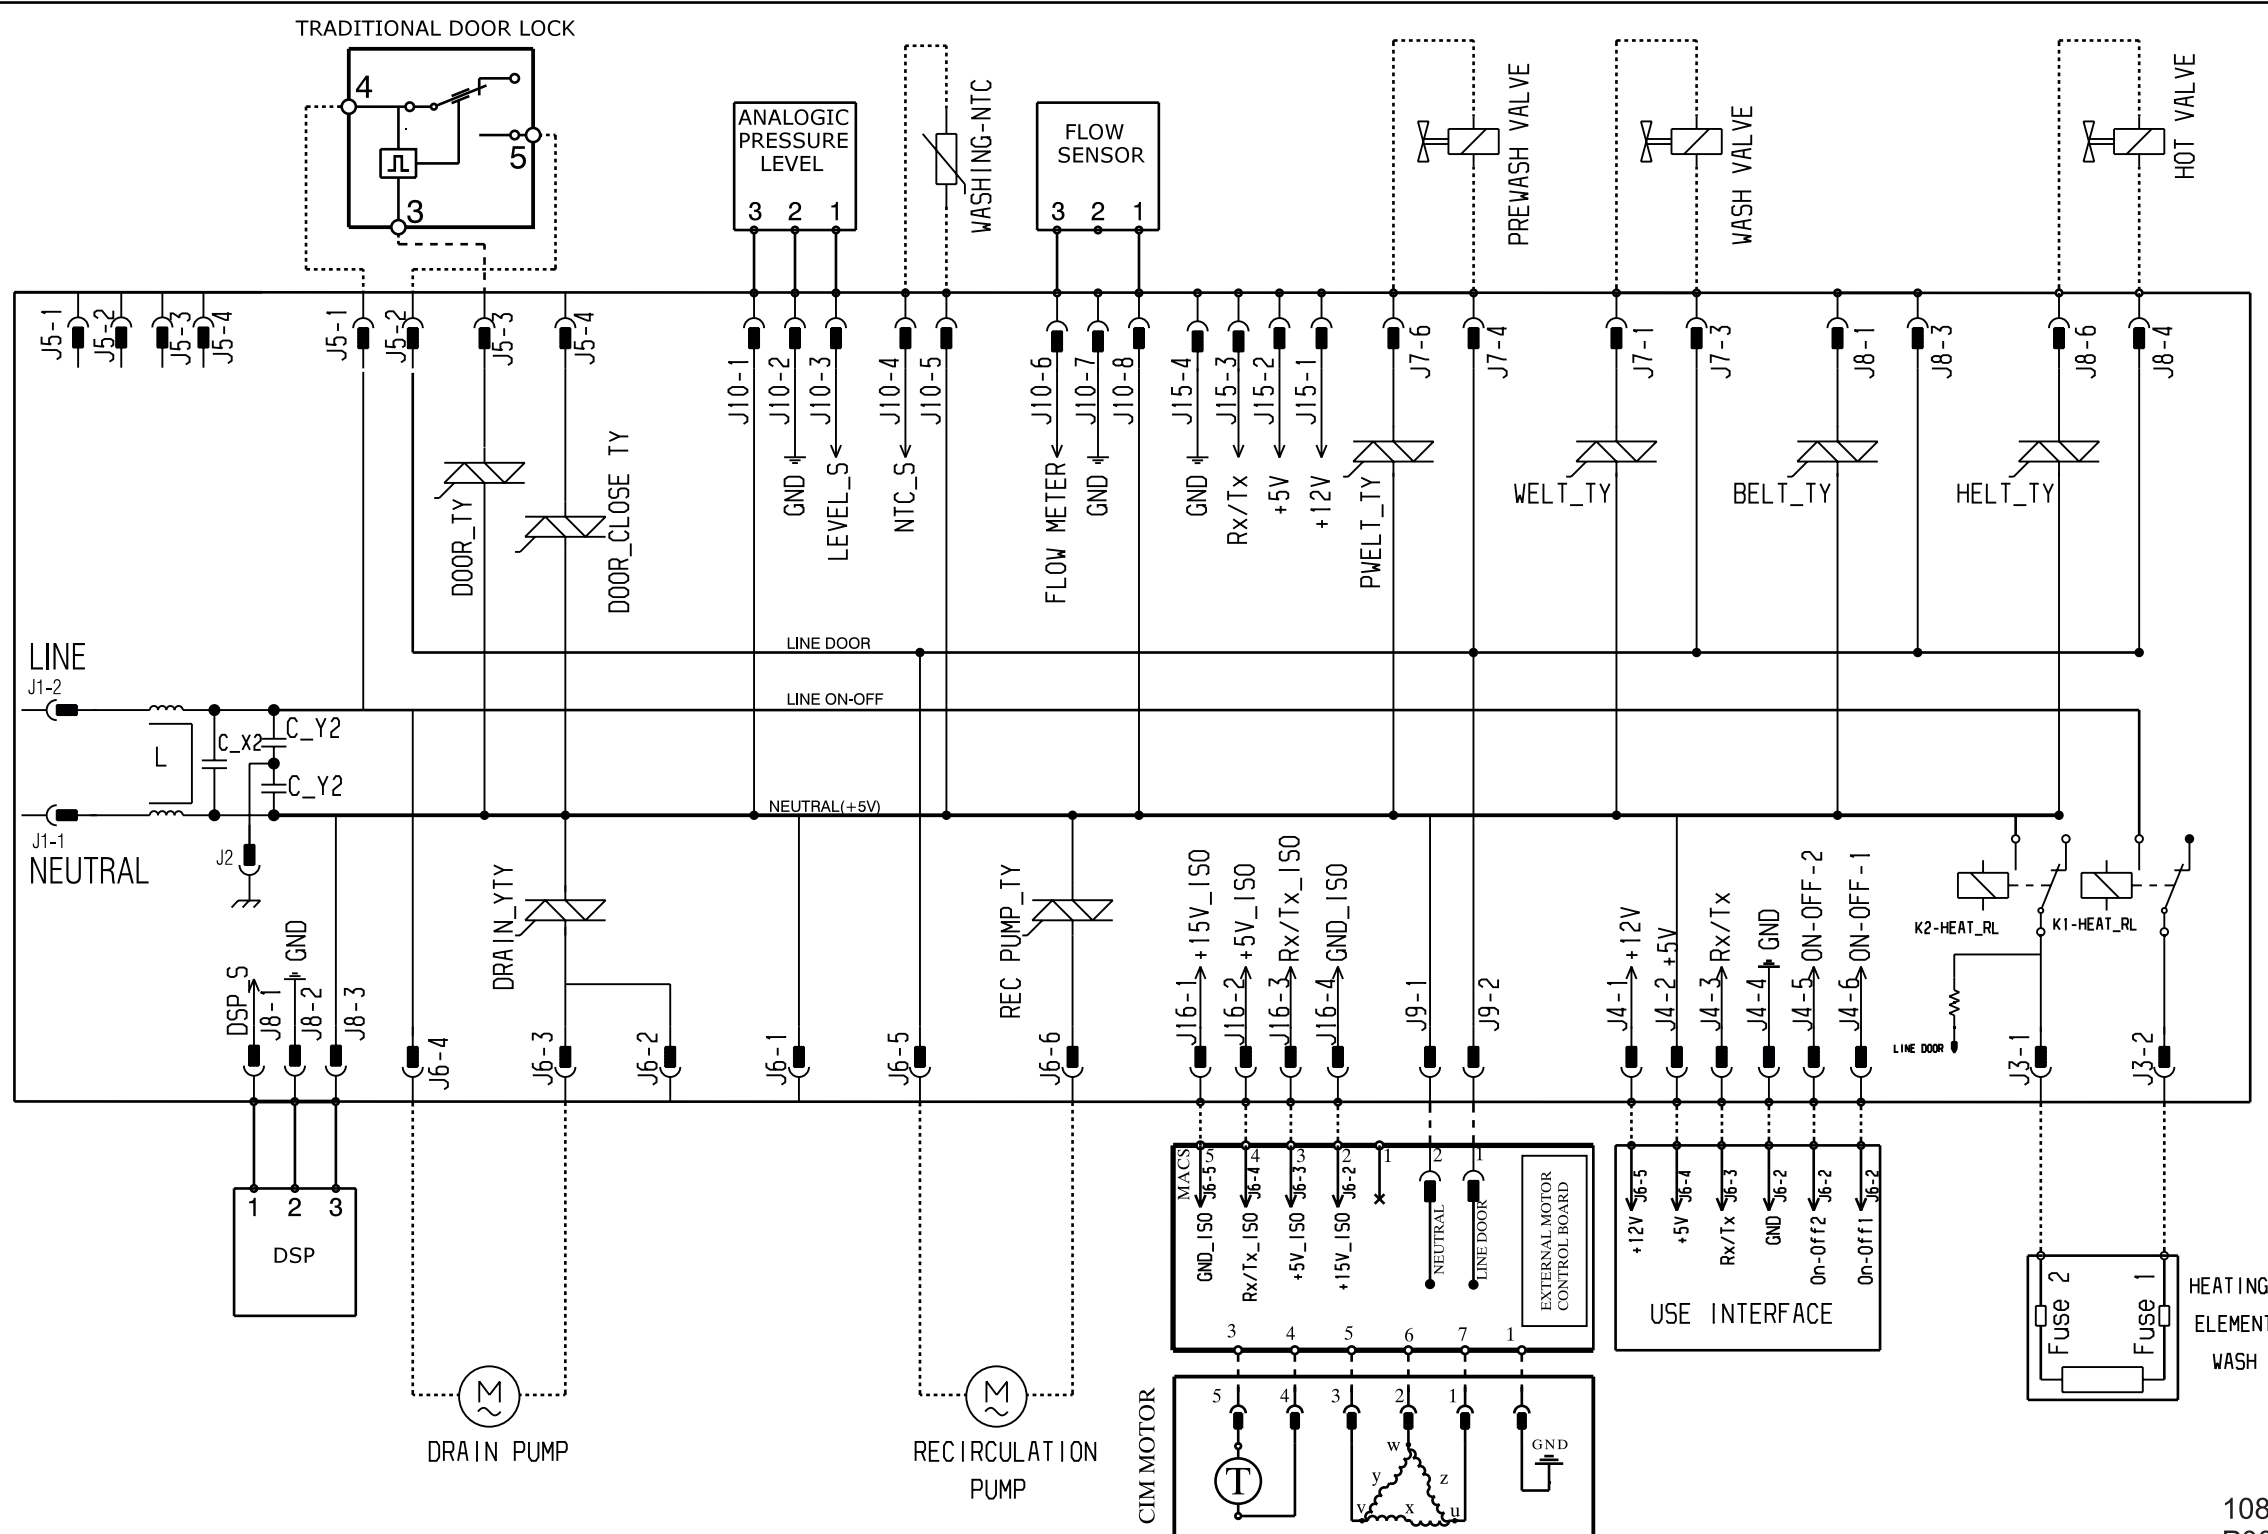 TRADITIONAL DOOR LOCK
4
5
3
ANALOGIC
PRESSURE
LEVEL
3 2 1
WASHING-NTC
FLOW
SENSOR
3 2 1
PREWASH VALVE
WASH VALVE
HOT VALVE
J5-1
J5-2
J5-3
J5-4
J5-1
J5-2
J5-3
J5-4
J10-1
J10-2
J10-3
J10-4
J10-5
J10-6
J10-7
J10-8
J15-4
J15-3
J15-2
J15-1
J7-6
J7-4
J7-1
J7-3
J8-1
J8-3
J8-6
J8-4
DOOR_TY
DOOR_CLOSE TY
GND
LEVEL_S
NTC_S
FLOW METER
GND
GND
Rx/Tx
+5V
+12V
PWELT_TY
WELT_TY
BELT_TY
HELT_TY
LINE DOOR
LINE
J1-2
LINE ON-OFF
L
C_X2
C_Y2
C_Y2
NEUTRAL(+5V)
J1-1
NEUTRAL
J2
DRAIN_YTY
REC PUMP_TY
+15V_ISO
+5V_ISO
Rx/Tx_ISO
GND_ISO
+12V
+5V
Rx/Tx
GND
ON-OFF-2
ON-OFF-1
K2-HEAT_RL
K1-HEAT_RL
DSP_S
GND
J8-1
J8-2
J8-3
J6-4
J6-3
J6-2
J6-1
J6-5
J6-6
J16-1
J16-2
J16-3
J16-4
J9-1
J9-2
J4-1
J4-2
J4-3
J4-4
J4-5
J4-6
LINE DOOR
J3-1
J3-2
1 2 3
DSP
MACS
5 4 3 2 1 2 1
J6-5
J6-4
J6-3
J6-2
GND_ISO
Rx/Tx_ISO
+5V_ISO
+15V_ISO
NEUTRAL
LINE DOOR
EXTERNAL MOTOR
CONTROL BOARD
3 4 5 6 7 1
J6-5
J6-4
J6-3
J6-2
J6-2
J6-2
+12V
+5V
Rx/Tx
GND
On-Off2
On-Off1
USE INTERFACE
Fuse 2
Fuse 1
HEATING
ELEMENT
WASH
M
DRAIN PUMP
M
RECIRCULATION
PUMP
CIM MOTOR
5 4 3 2 1
T
w
y
z
v
x
u
GND
108